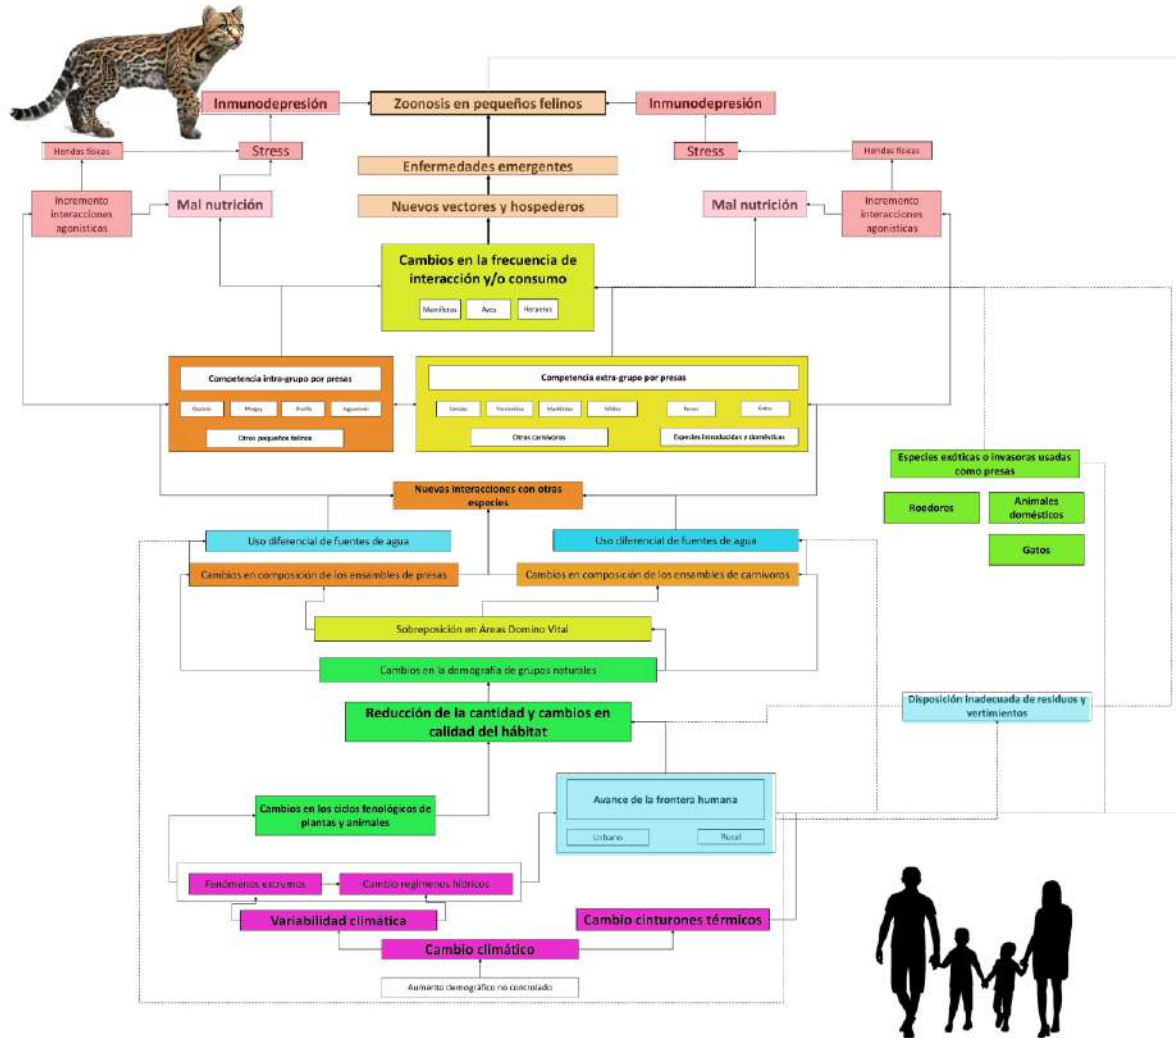 Inmunodepresión
Zoonosis en pequeños felinos
Inmunodepresión
Heridas físicas
Stress
Stress
Heridas físicas
Enfermedades emergentes
Incremento
interacciones
agonísticas
Mal nutrición
Nuevos vectores y hospederos
Mal nutrición
Incremento
interacciones
agonísticas
Cambios en la frecuencia de
interacción y/o consumo
Mamíferos
Aves
Herpetos
Competencia intra-grupo por presas
Competencia extra-grupo por presas
Ocelote
Margay
Jaguarundi
Perros
Gatos
Otros pequeños felinos
Otros carnívoros
Especies introducidas y domésticas
Especies exóticas o invasoras usadas
como presas
Nuevas interacciones con otras
especies
Roedores
Animales
domésticos
Uso diferencial de fuentes de agua
Uso diferencial de fuentes de agua
Gatos
Cambios en composición de los ensambles de presas
Cambios en composición de los ensambles de carnívoros
Sobreposición en Áreas Domino Vital
Cambios en la demografía de grupos naturales
Reducción de la cantidad y cambios en
calidad del hábitat
Disposición inadecuada de residuos y
vertimientos
Cambios en los ciclos fenológicos de
plantas y animales
Avance de la frontera humana
Urbano
Rural
Fenómenos extremos
Cambio regímenes hídricos
Variabilidad climática
Cambio cinturones térmicos
Cambio climático
Aumento demográfico no controlado